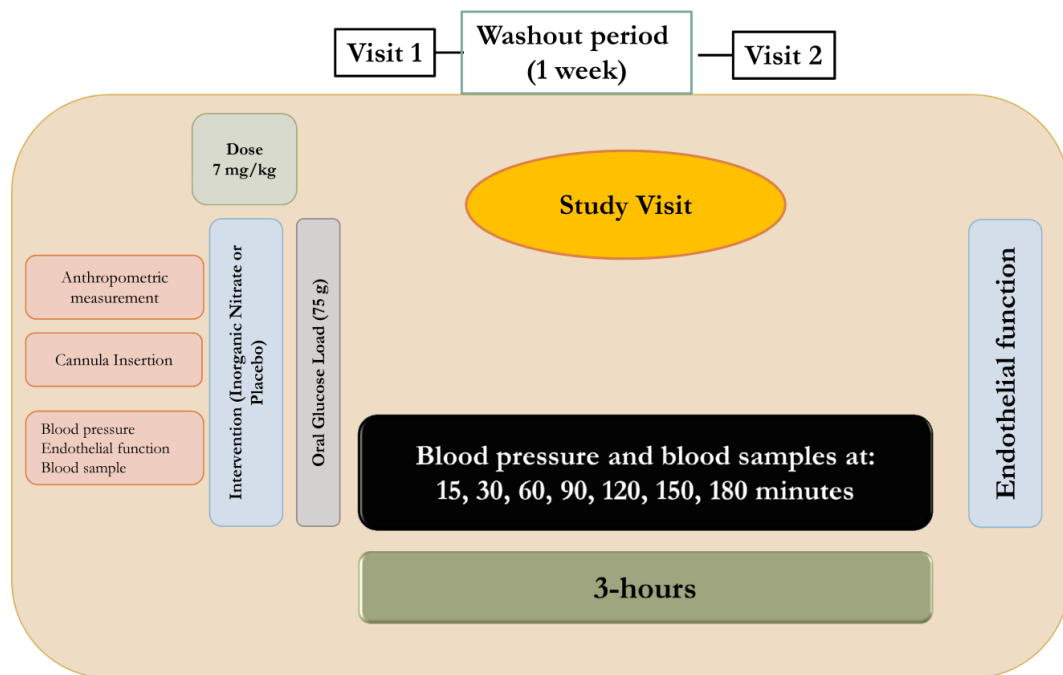 Visit 1
Washout period
(1 week)
Visit 2
Dose
7 mg/kg
Study Visit
Anthropometric
measurement
Cannula Insertion
Blood pressure
Endothelial function
Blood sample
Intervention (Inorganic Nitrate or
Placebo)
Oral Glucose Load (75 g)
Blood pressure and blood samples at:
15, 30, 60, 90, 120, 150, 180 minutes
3-hours
Endothelial function